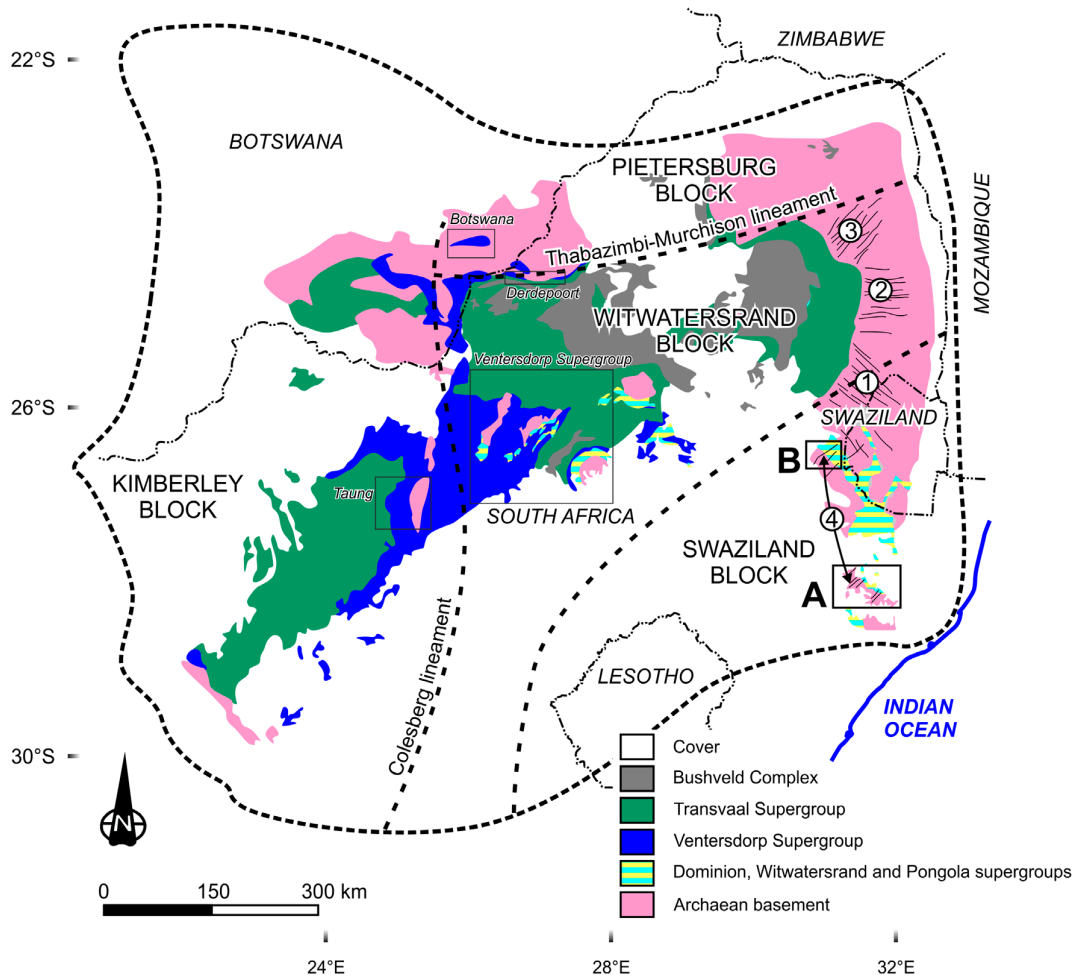 22°S
26°S
30°S
ZIMBABWE
BOTSWANA
MOZAMBIQUE
PIETERSBURG
BLOCK
Thabazimbi-Murchison lineament
Botswana
Derdepoort
3
2
1
WITWATERSRAND
BLOCK
Ventersdorp Supergroup
SWAZILAND
B
KIMBERLEY
BLOCK
Taung
SOUTH AFRICA
4
SWAZILAND
BLOCK
A
Colesberg lineament
LESOTHO
INDIAN
OCEAN
Cover
Bushveld Complex
Transvaal Supergroup
Ventersdorp Supergroup
Dominion, Witwatersrand and Pongola supergroups
Archaean basement
N
0 150 300 km
24°E 28°E 32°E